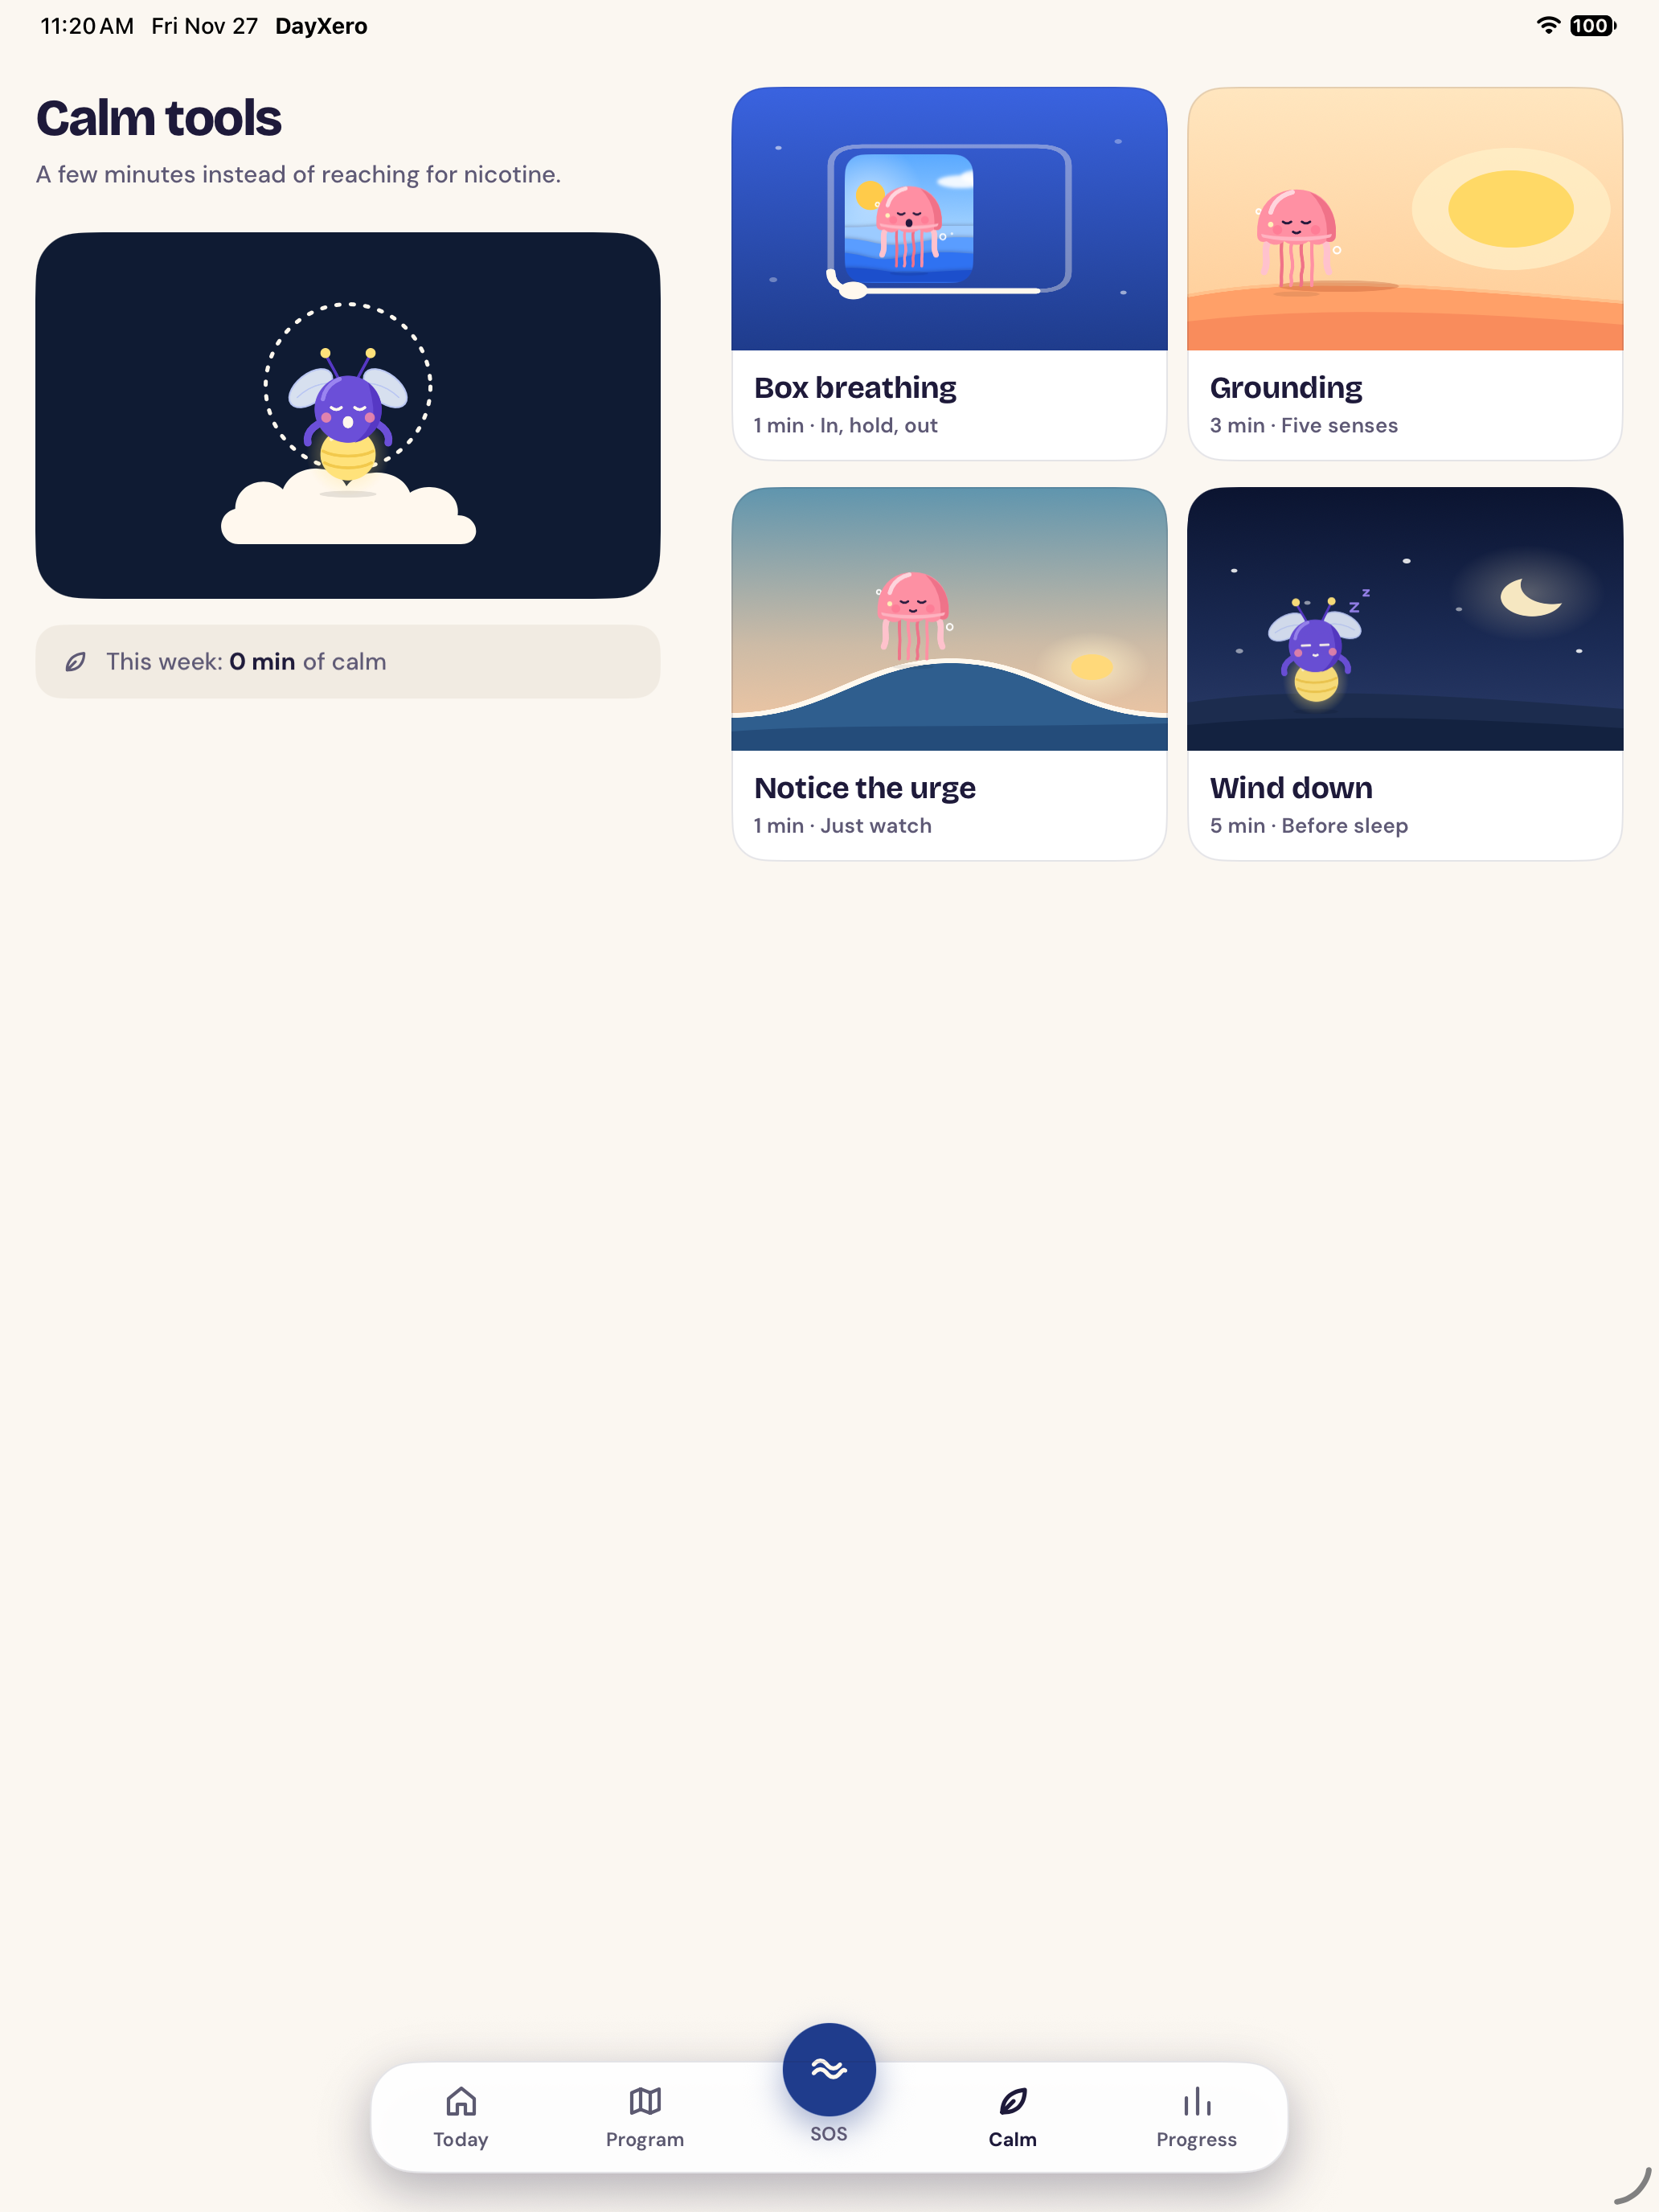 11:20 AM Fri Nov 27 DayXero
100
Calm tools
A few minutes instead of reaching for nicotine.
This week: 0 min of calm
Box breathing
1 min · In, hold, out
Grounding
3 min · Five senses
z
z
Notice the urge
1 min · Just watch
Wind down
5 min · Before sleep
Today
Program
SOS
Calm
Progress